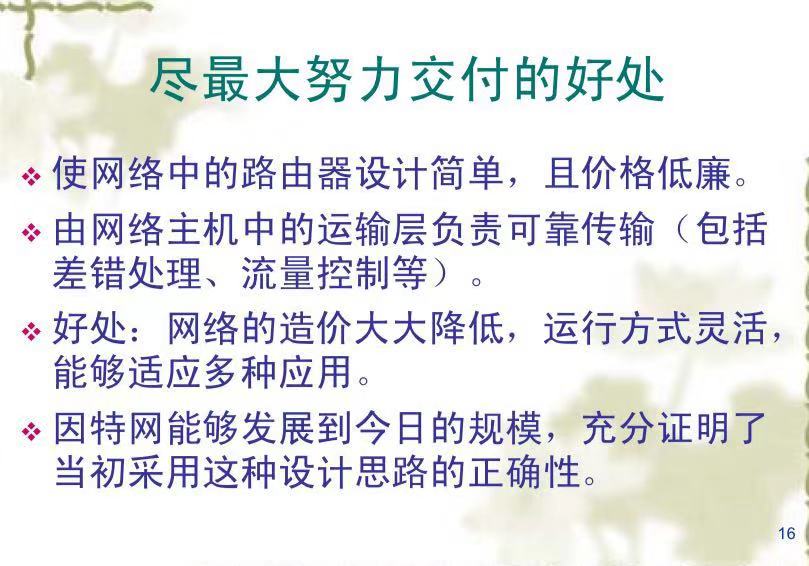 尽最大努力交付的好处
使网络中的路由器设计简单，且价格低廉。
由网络主机中的运输层负责可靠传输（包括
差错处理、流量控制等）。
好处：网络的造价大大降低，运行方式灵活，
能够适应多种应用。
因特网能够发展到今日的规模，充分证明了
当初采用这种设计思路的正确性。
16